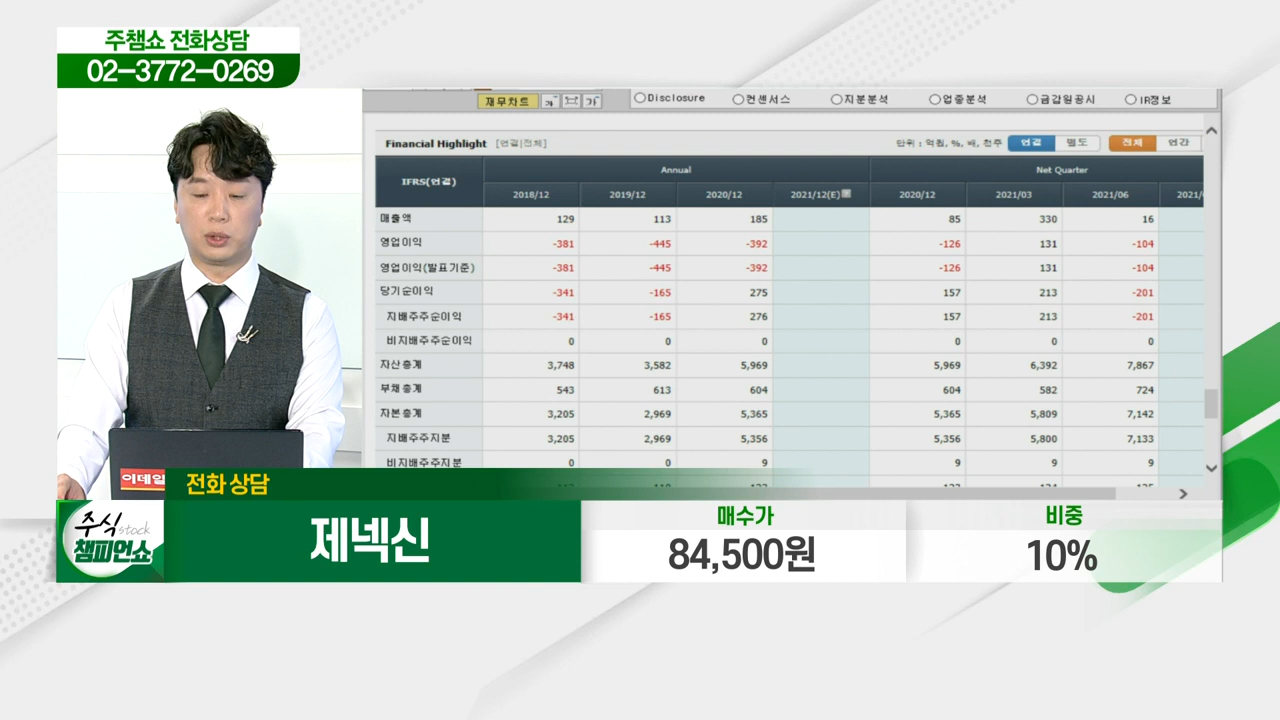 주챔쇼 전화상담
02-3772-0269
재무차트 가 가 Disclosure 컨센서스 지분분석 업종분석 금감원공시 IR정보
Financial Highlight [연결|전체] 단위 : 억원, %, 배, 천주 연결 별도 전체 연간
IFRS(연결) Annual Net Quarter
2018/12 2019/12 2020/12 2021/12(E) 2020/12 2021/03 2021/06
매출액 129 113 185 85 330 16
영업이익 -381 -445 -392 -126 131 -104
영업이익(발표기준) -381 -445 -392 -126 131 -104
당기순이익 -341 -165 275 157 213 -201
지배주주순이익 -341 -165 276 157 213 -201
비지배주주순이익 0 0 0 0 0 0
자산총계 3,748 3,582 5,969 5,969 6,392 7,867
부채총계 543 613 604 604 582 724
자본총계 3,205 2,969 5,365 5,365 5,809 7,142
지배주주지분 3,205 2,969 5,356 5,356 5,800 7,133
비지배주주지분 0 0 9 9 9 9
이데일
전화 상담
주식 stock
챔피언쇼
제넥신
매수가
84,500원
비중
10%